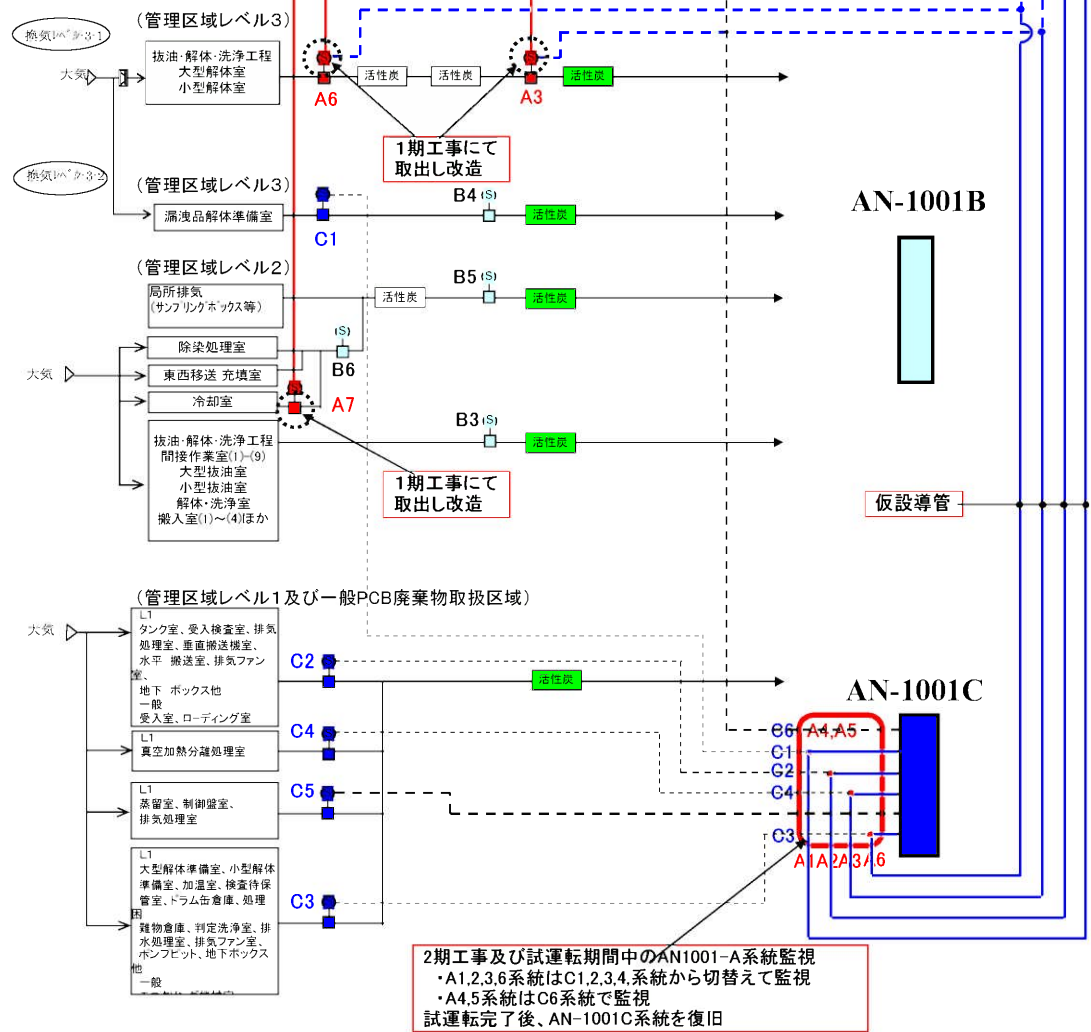 (管理区域レベル3)
換気レベル-3-1
抜油・解体・洗浄工程
大型解体室
小型解体室
大気
S
S
活性炭
活性炭
活性炭
A6
A3
1期工事にて
取出し改造
換気レベル-3-2
(管理区域レベル3)
漏洩品解体準備室
C1
B4
(S)
活性炭
AN-1001B
(管理区域レベル2)
局所排気
(サンプリングボックス等)
活性炭
B5
(S)
活性炭
除染処理室
(S)
B6
大気
東西移送 充填室
冷却室
S
A7
抜油・解体・洗浄工程
間接作業室(1)-(9)
大型抜油室
小型抜油室
解体・洗浄室
搬入室(1)～(4)ほか
B3
(S)
活性炭
1期工事にて
取出し改造
仮設導管
(管理区域レベル1及び一般PCB廃棄物取扱区域)
大気
L1
タンク室、受入検査室、排気
処理室、垂直搬送機室、
水平 搬送室、排気ファン
室、
地下 ボックス他
一般
受入室、ローディング室
C2
活性炭
AN-1001C
L1
真空加熱分離処理室
C4
L1
蒸留室、制御盤室、
排気処理室
C5
L1
大型解体準備室、小型解体
準備室、加温室、検査待保
管室、ドラム缶倉庫、処理
困
難物倉庫、判定洗浄室、排
水処理室、排気ファン室、
ポンプピット、地下ボックス
他
一般
C3
C6
A4,A5
C1
C2
C4
C3
A1A2A3A6
2期工事及び試運転期間中のAN1001-A系統監視
・A1,2,3,6系統はC1,2,3,4,系統から切替えて監視
・A4,5系統はC6系統で監視
試運転完了後、AN-1001C系統を復旧